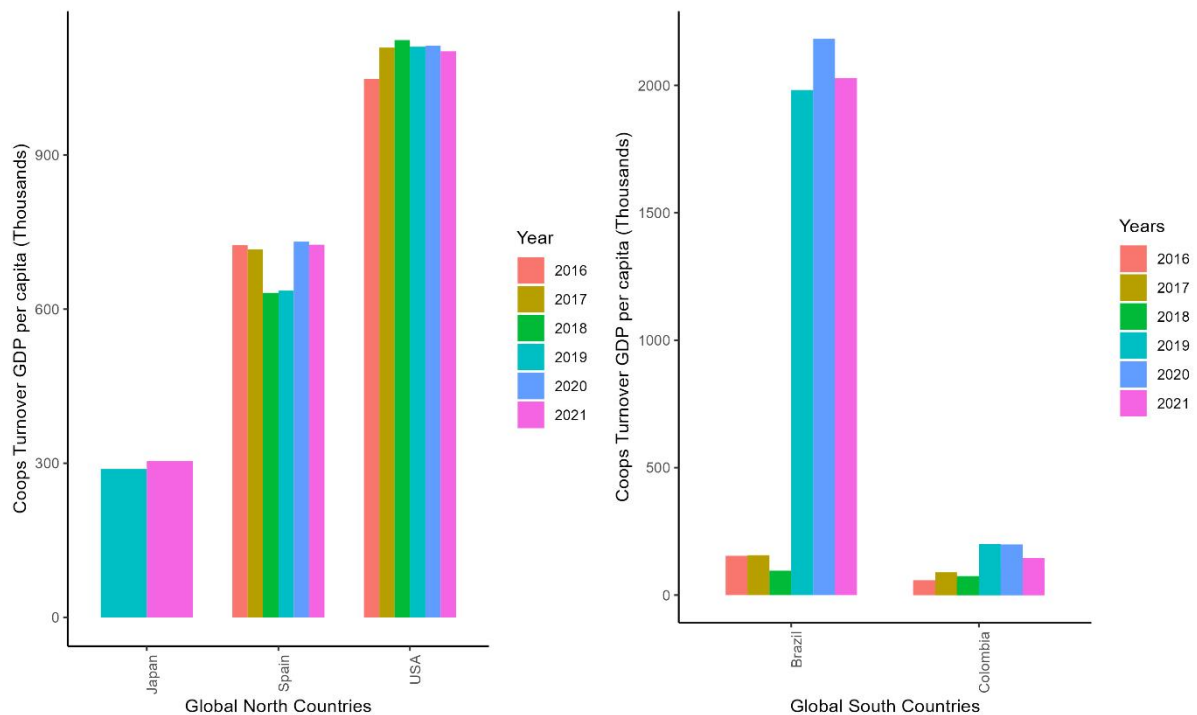 Coops Turnover GDP per capita (Thousands)
900
600
300
0
Japan
Spain
USA
Global North Countries
Year
2016
2017
2018
2019
2020
2021
Coops Turnover GDP per capita (Thousands)
2000
1500
1000
500
0
Brazil
Colombia
Global South Countries
Years
2016
2017
2018
2019
2020
2021